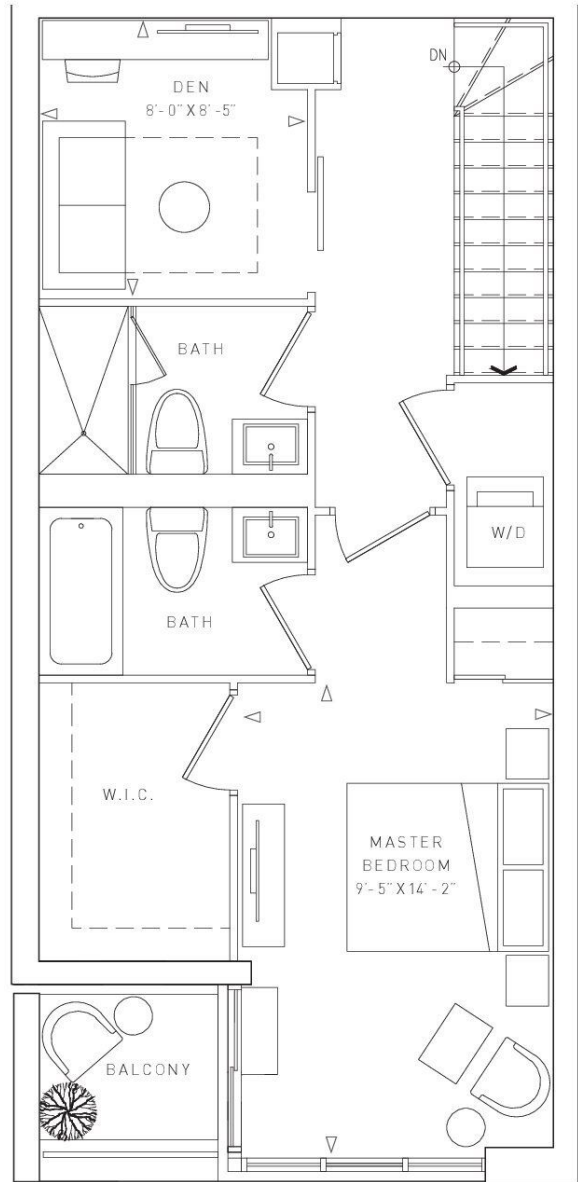 DN
DEN
8'-0" X 8'-5"
BATH
W/D
BATH
W.I.C.
MASTER
BEDROOM
9'-5" X 14'-2"
BALCONY